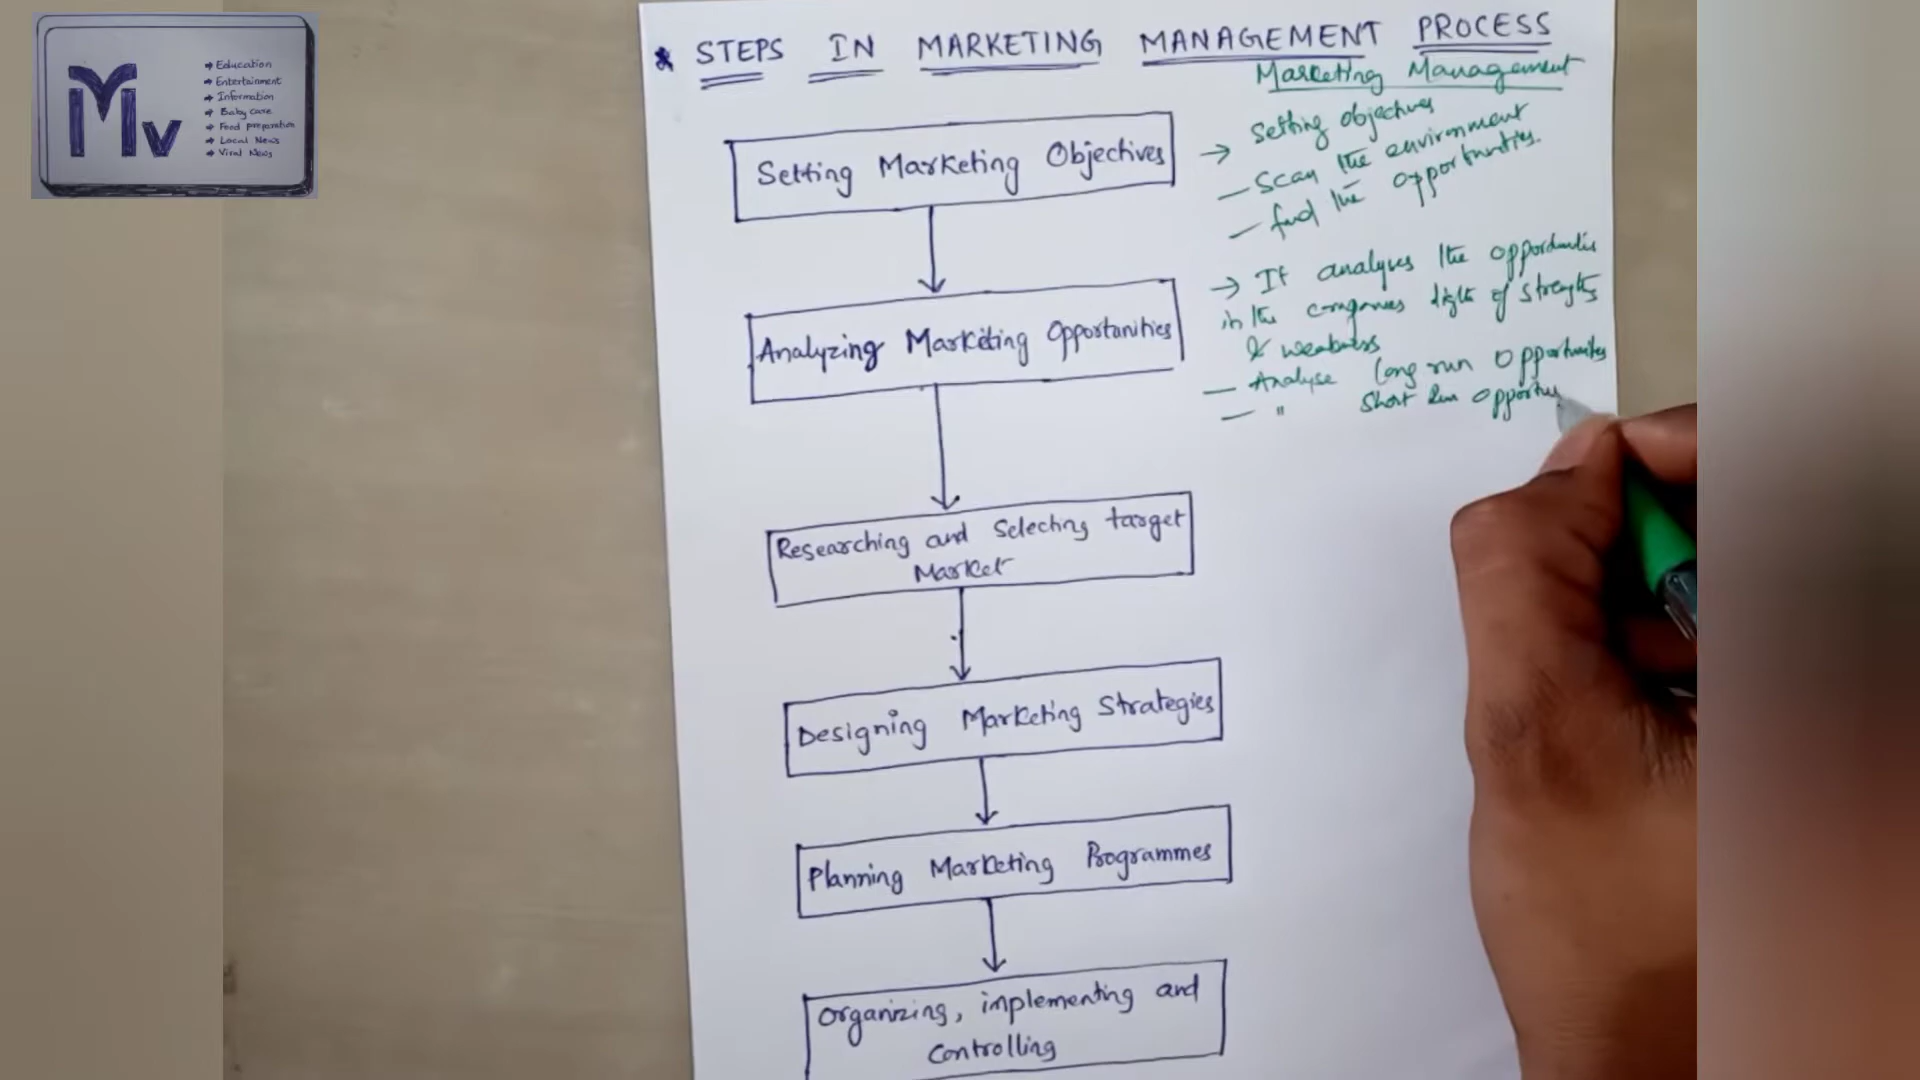 → Education
→ Entertainment
→ Information
→ Baby care
→ Food preparation
→ Local News
→ Viral News
Mv
* STEPS IN MARKETING MANAGEMENT PROCESS
Marketing Management
Setting Marketing Objectives
→ Setting objectives
— Scan the environment
— find the opportunities.
Analyzing Marketing Opportanities
→ It analyses the opportunities
in the companies light of strengths
& weakness
— Analyse long run opportunities
— " Short Run opportu
Researching and Selecting target
Market
Designing Marketing Strategies
Planning Marketing Programmes
Organizing, implementing and
Controlling